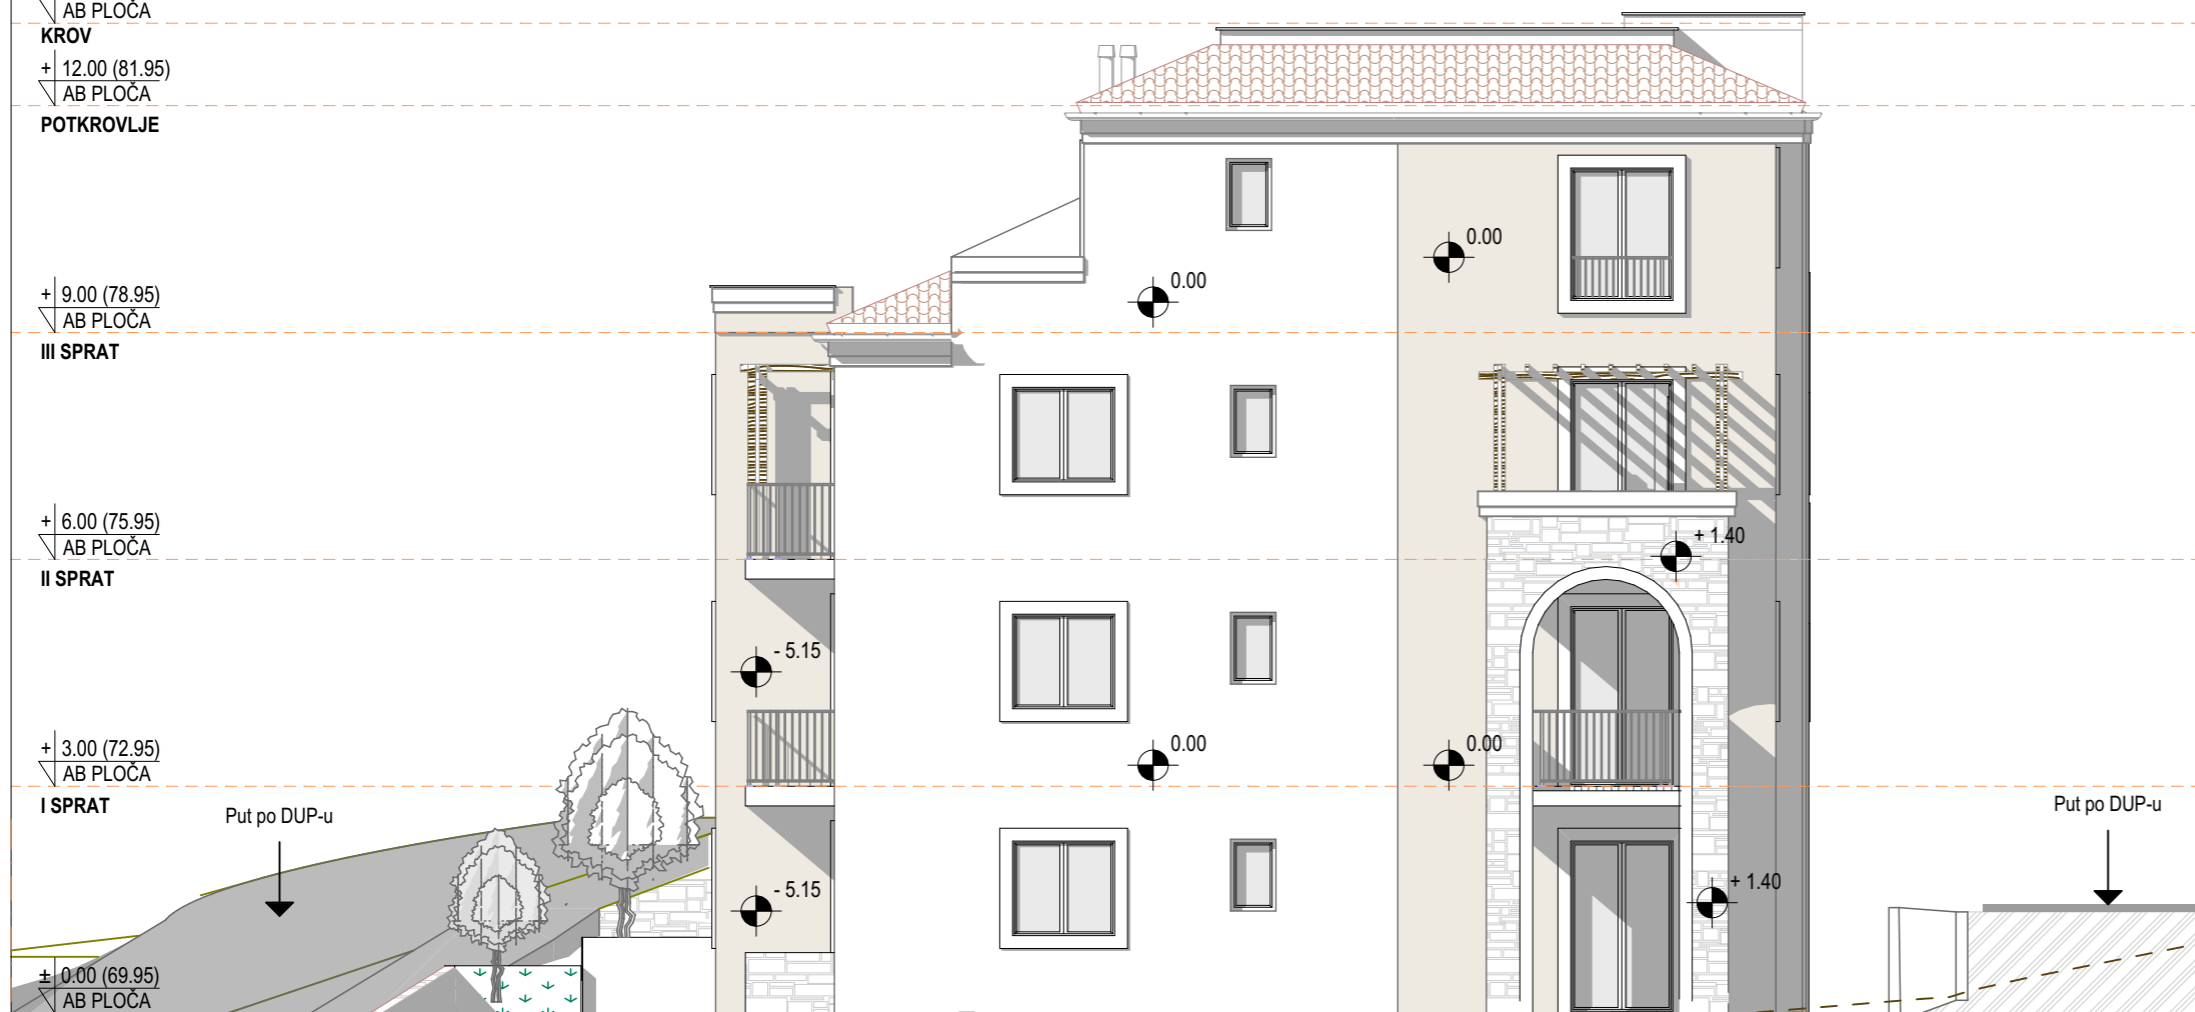 AB PLOČA
KROV
+ 12.00 (81.95)
AB PLOČA
POTKROVLJE
0.00
0.00
+ 9.00 (78.95)
AB PLOČA
III SPRAT
+ 6.00 (75.95)
AB PLOČA
+ 1.40
II SPRAT
- 5.15
+ 3.00 (72.95)
0.00
0.00
AB PLOČA
I SPRAT
Put po DUP-u
Put po DUP-u
- 5.15
+ 1.40
± 0.00 (69.95)
AB PLOČA